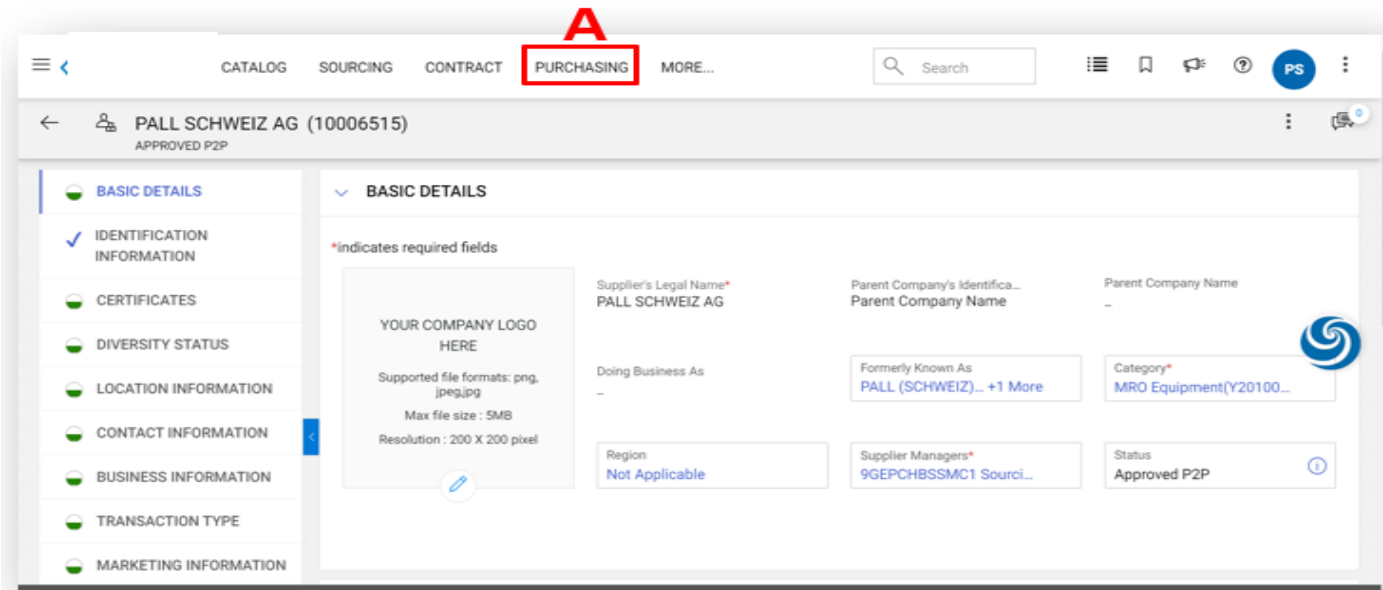 A
CATALOG SOURCING CONTRACT PURCHASING MORE... Search PS
PALL SCHWEIZ AG (10006515)
APPROVED P2P
0
BASIC DETAILS
IDENTIFICATION
INFORMATION
CERTIFICATES
DIVERSITY STATUS
LOCATION INFORMATION
CONTACT INFORMATION
BUSINESS INFORMATION
TRANSACTION TYPE
MARKETING INFORMATION
BASIC DETAILS
*indicates required fields
YOUR COMPANY LOGO
HERE
Supported file formats: png,
jpeg,jpg
Max file size : 5MB
Resolution : 200 X 200 pixel
Supplier's Legal Name*
PALL SCHWEIZ AG
Parent Company's Identifica...
Parent Company Name
Parent Company Name
–
Doing Business As
–
Formerly Known As
PALL (SCHWEIZ)... +1 More
Category*
MRO Equipment(Y20100...
Region
Not Applicable
Supplier Managers*
9GEPCHBSSMC1 Sourci...
Status
Approved P2P